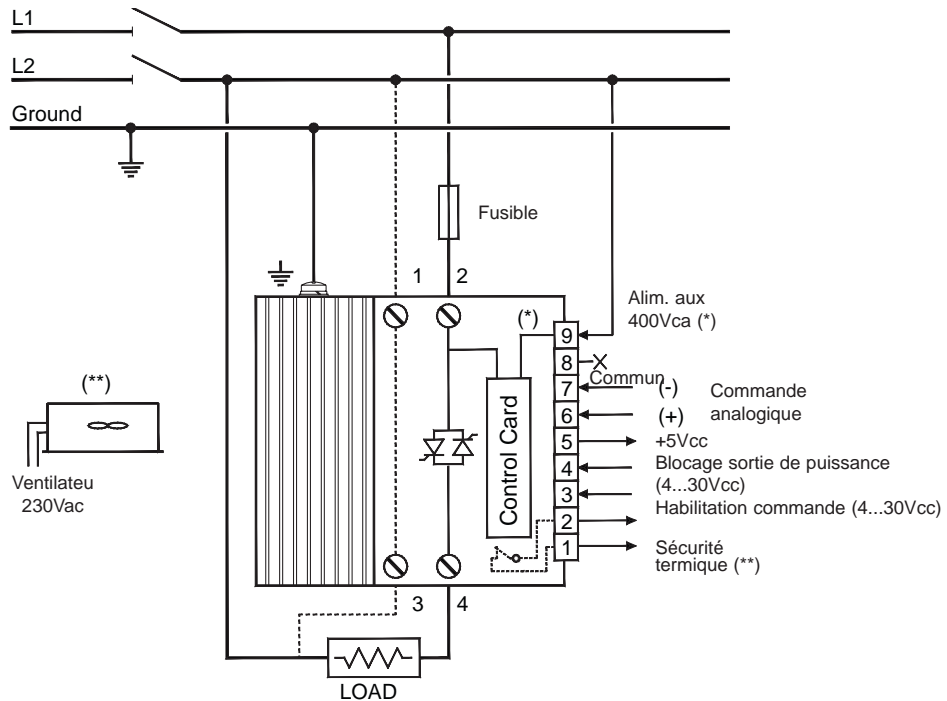 L1
L2
Ground
Fusible
1 2
Alim. aux
400Vca (*)
(*)
9
8
Commun
7
(-)
Commande
analogique
6
(+)
5
+5Vcc
4
Blocage sortie de puissance
(4...30Vcc)
3
Habilitation commande (4...30Vcc)
2
1
Sécurité
termique (**)
Control Card
(**)
Ventilateu
230Vac
3 4
LOAD